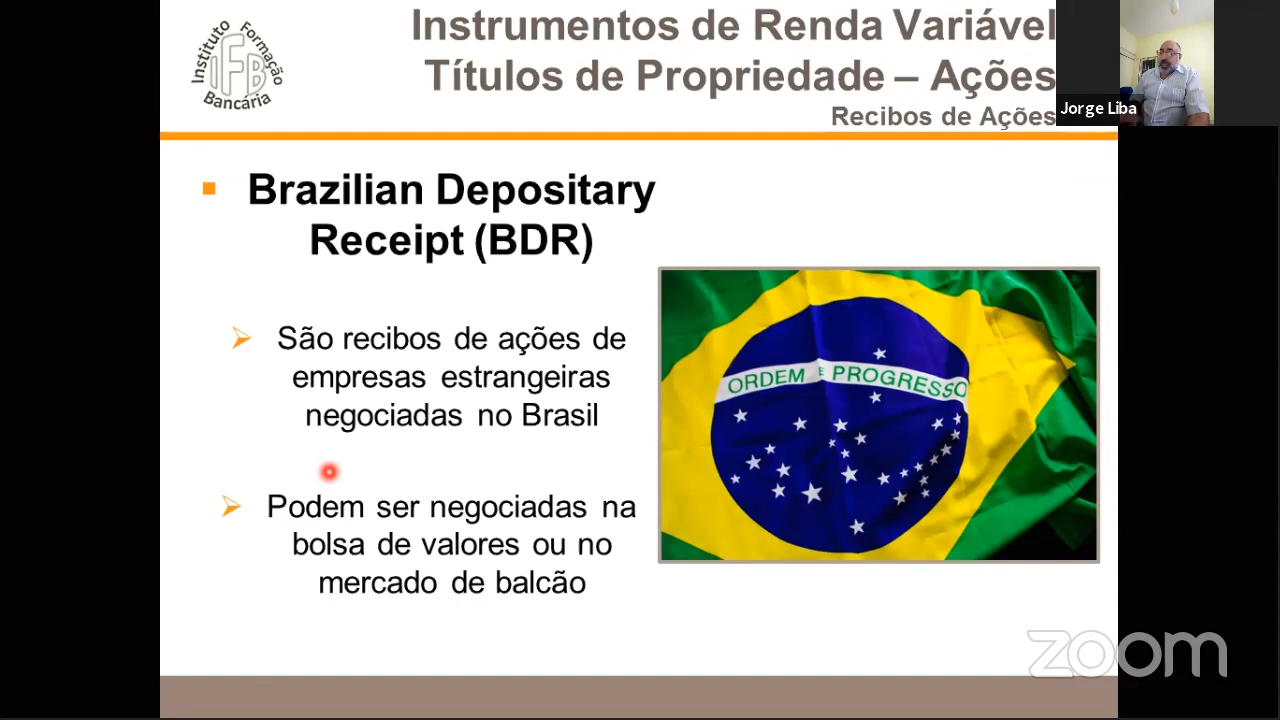 Instituto Formação
IFB
Bancária
Instrumentos de Renda Variável
Títulos de Propriedade – Ações
Recibos de Ações
Jorge Liba
Brazilian Depositary
Receipt (BDR)
São recibos de ações de
empresas estrangeiras
negociadas no Brasil
Podem ser negociadas na
bolsa de valores ou no
mercado de balcão
ORDEM E PROGRESSO
zoom